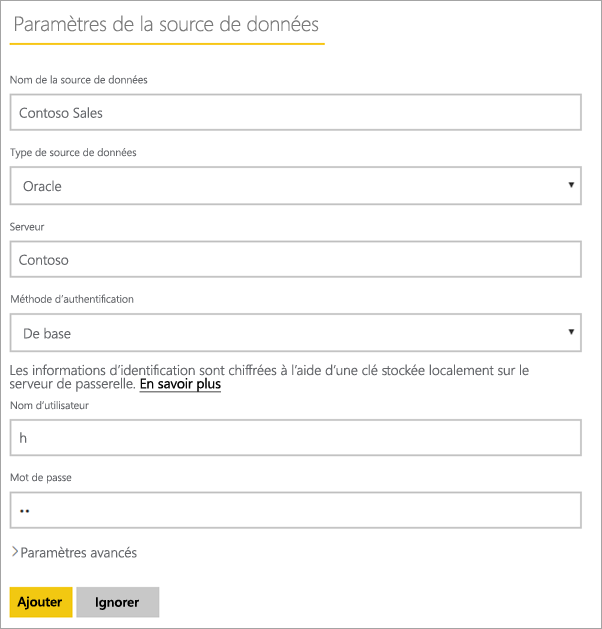 Paramètres de la source de données
Nom de la source de données
Contoso Sales
Type de source de données
Oracle
Serveur
Contoso
Méthode d'authentification
De base
Les informations d'identification sont chiffrées à l'aide d'une clé stockée localement sur le
serveur de passerelle. En savoir plus
Nom d'utilisateur
h
Mot de passe
••
>Paramètres avancés
Ajouter Ignorer